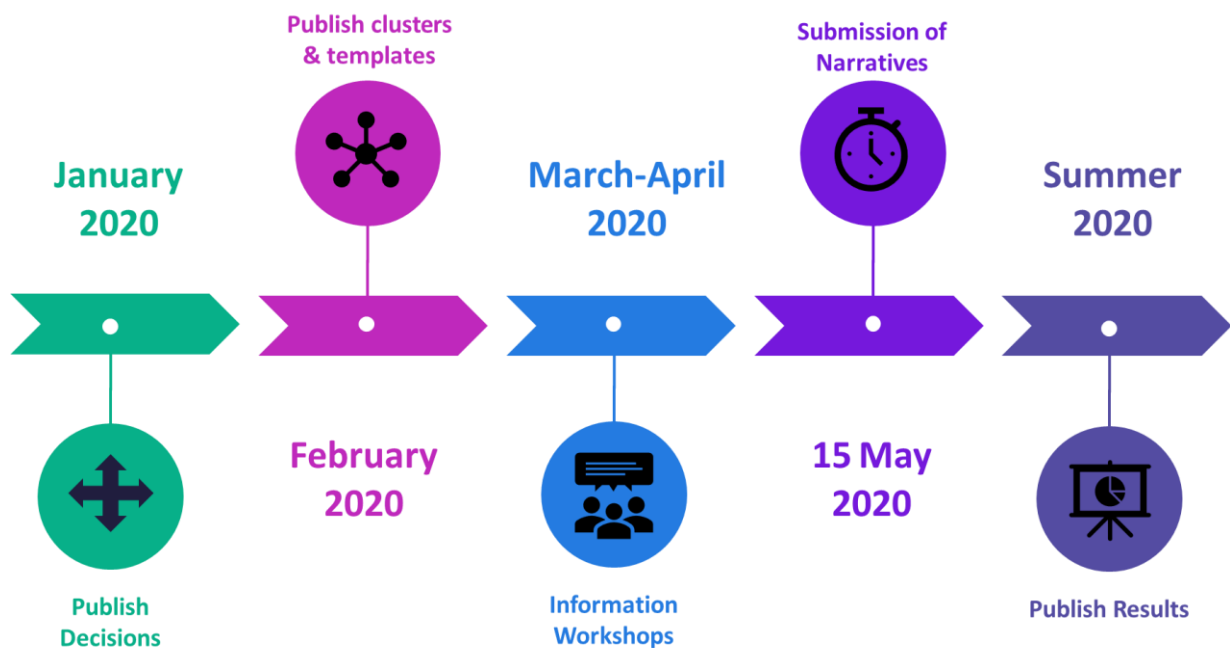 January
2020
Publish
Decisions
Publish clusters
& templates
February
2020
March-April
2020
Information
Workshops
Submission of
Narratives
15 May
2020
Summer
2020
Publish Results